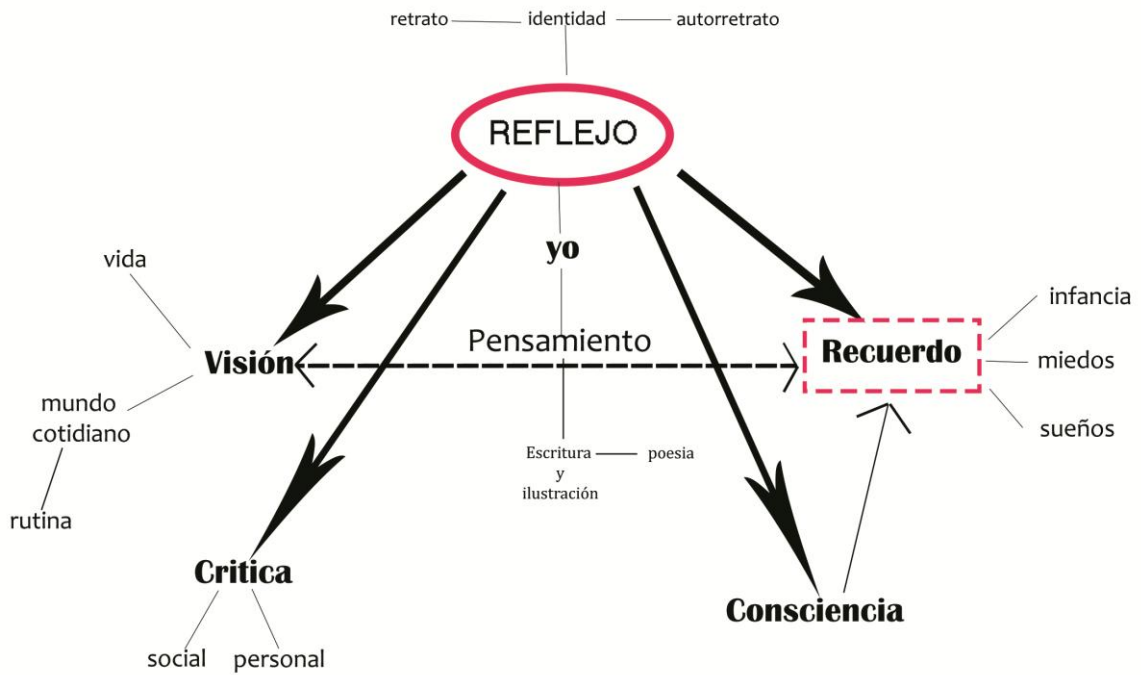 retrato identidad autorretrato
REFLEJO
yo
vida
infancia
Pensamiento
Visión
Recuerdo
miedos
mundo
cotidiano
sueños
Escritura poesia
y
ilustración
rutina
Critica
Consciencia
social personal